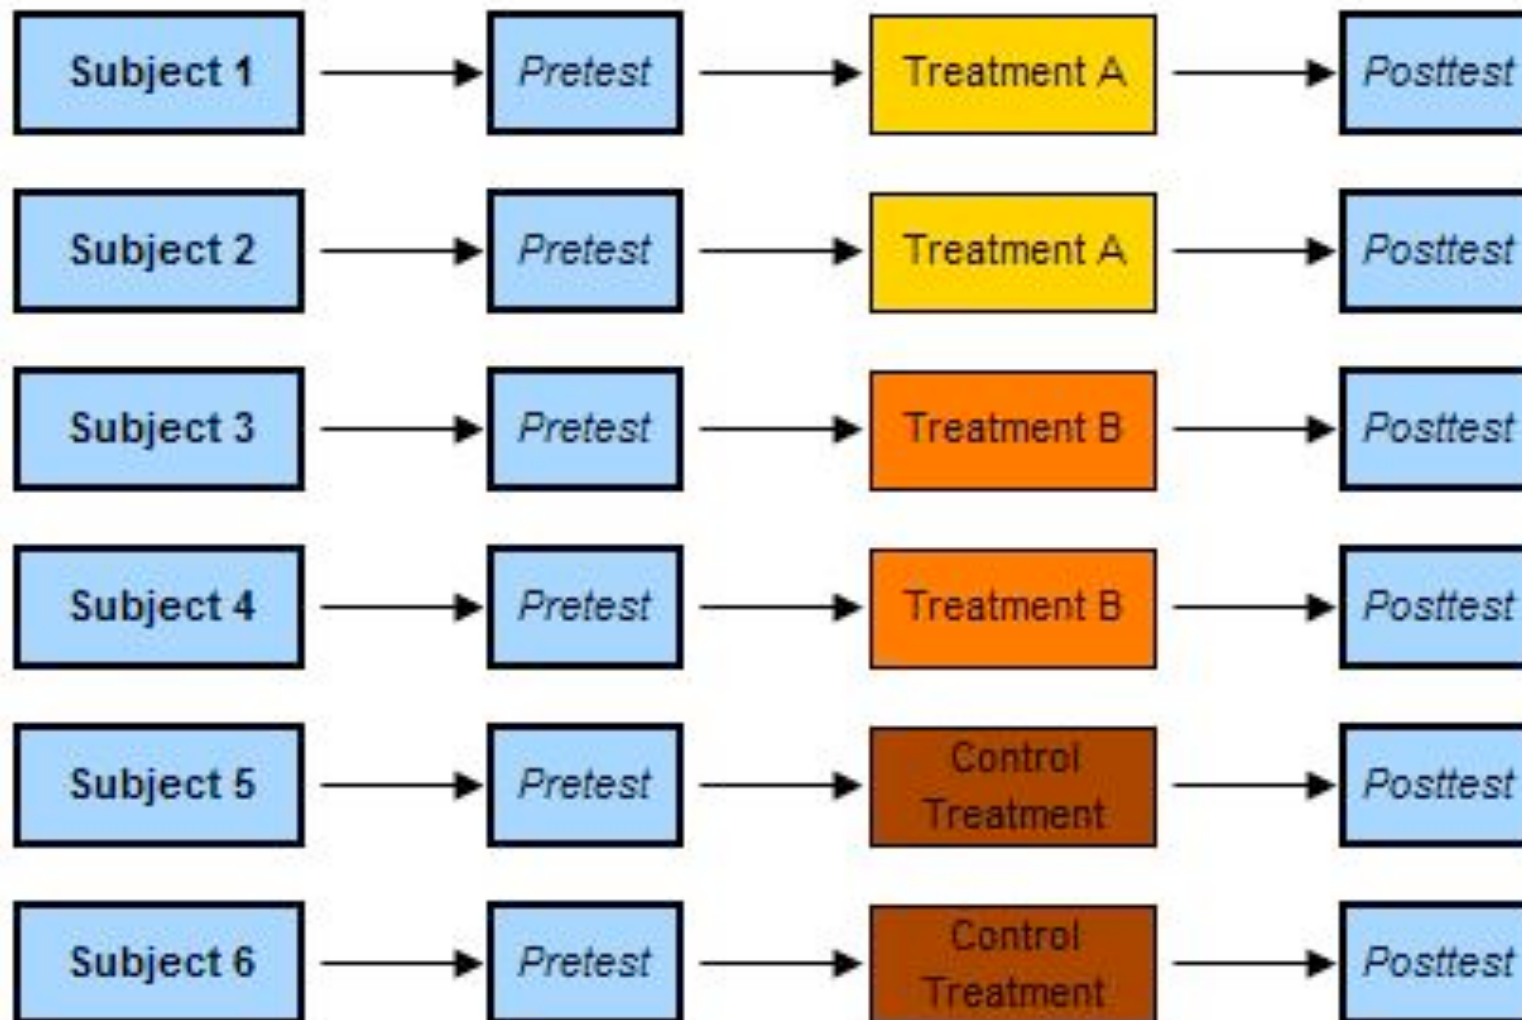 Subject 1 Pretest Treatment A Posttest
Subject 2 Pretest Treatment A Posttest
Subject 3 Pretest Treatment B Posttest
Subject 4 Pretest Treatment B Posttest
Subject 5 Pretest Control Treatment Posttest
Subject 6 Pretest Control Treatment Posttest